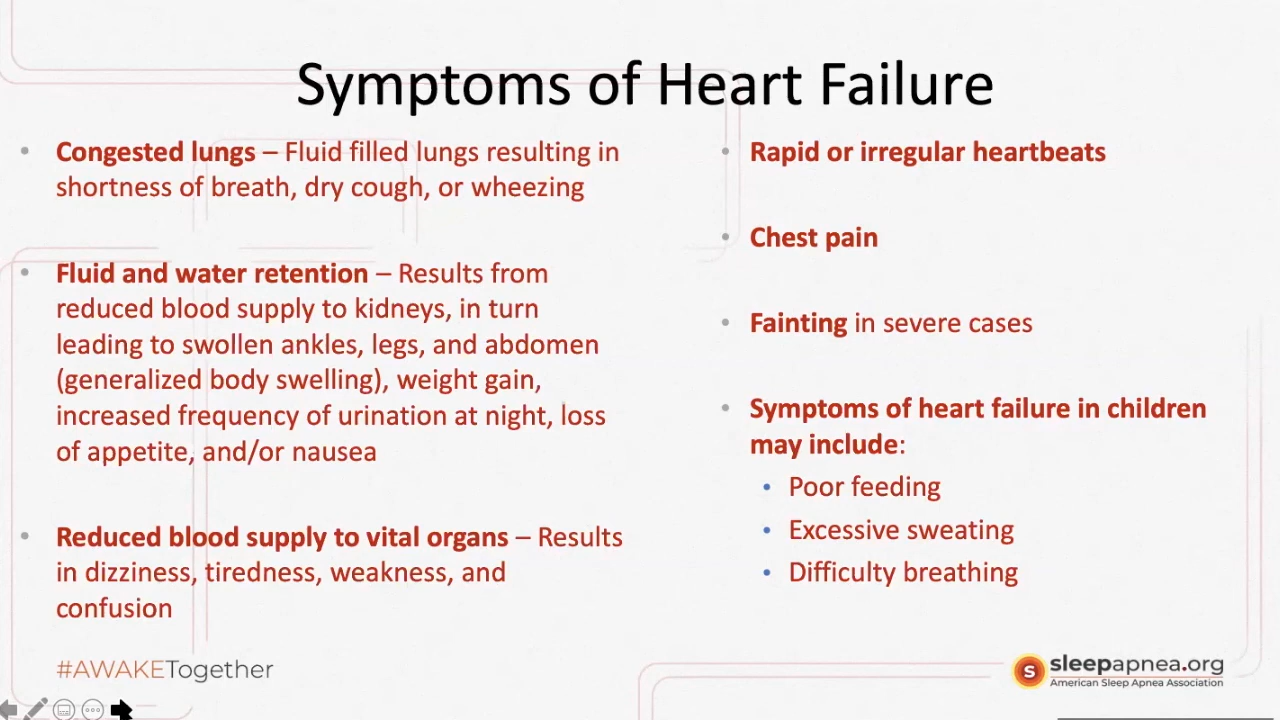 Symptoms of Heart Failure
• Congested lungs – Fluid filled lungs resulting in
shortness of breath, dry cough, or wheezing
• Fluid and water retention – Results from
reduced blood supply to kidneys, in turn
leading to swollen ankles, legs, and abdomen
(generalized body swelling), weight gain,
increased frequency of urination at night, loss
of appetite, and/or nausea
• Reduced blood supply to vital organs – Results
in dizziness, tiredness, weakness, and
confusion
• Rapid or irregular heartbeats
• Chest pain
• Fainting in severe cases
• Symptoms of heart failure in children
may include:
• Poor feeding
• Excessive sweating
• Difficulty breathing
#AWAKETogether
S
sleepapnea.org
American Sleep Apnea Association